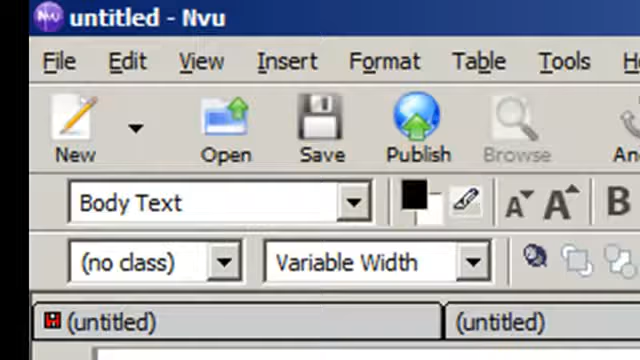 untitled - Nvu
File Edit View Insert Format Table Tools
New Open Save Publish Browse
Body Text A A B
(no class) Variable Width
(untitled) (untitled)